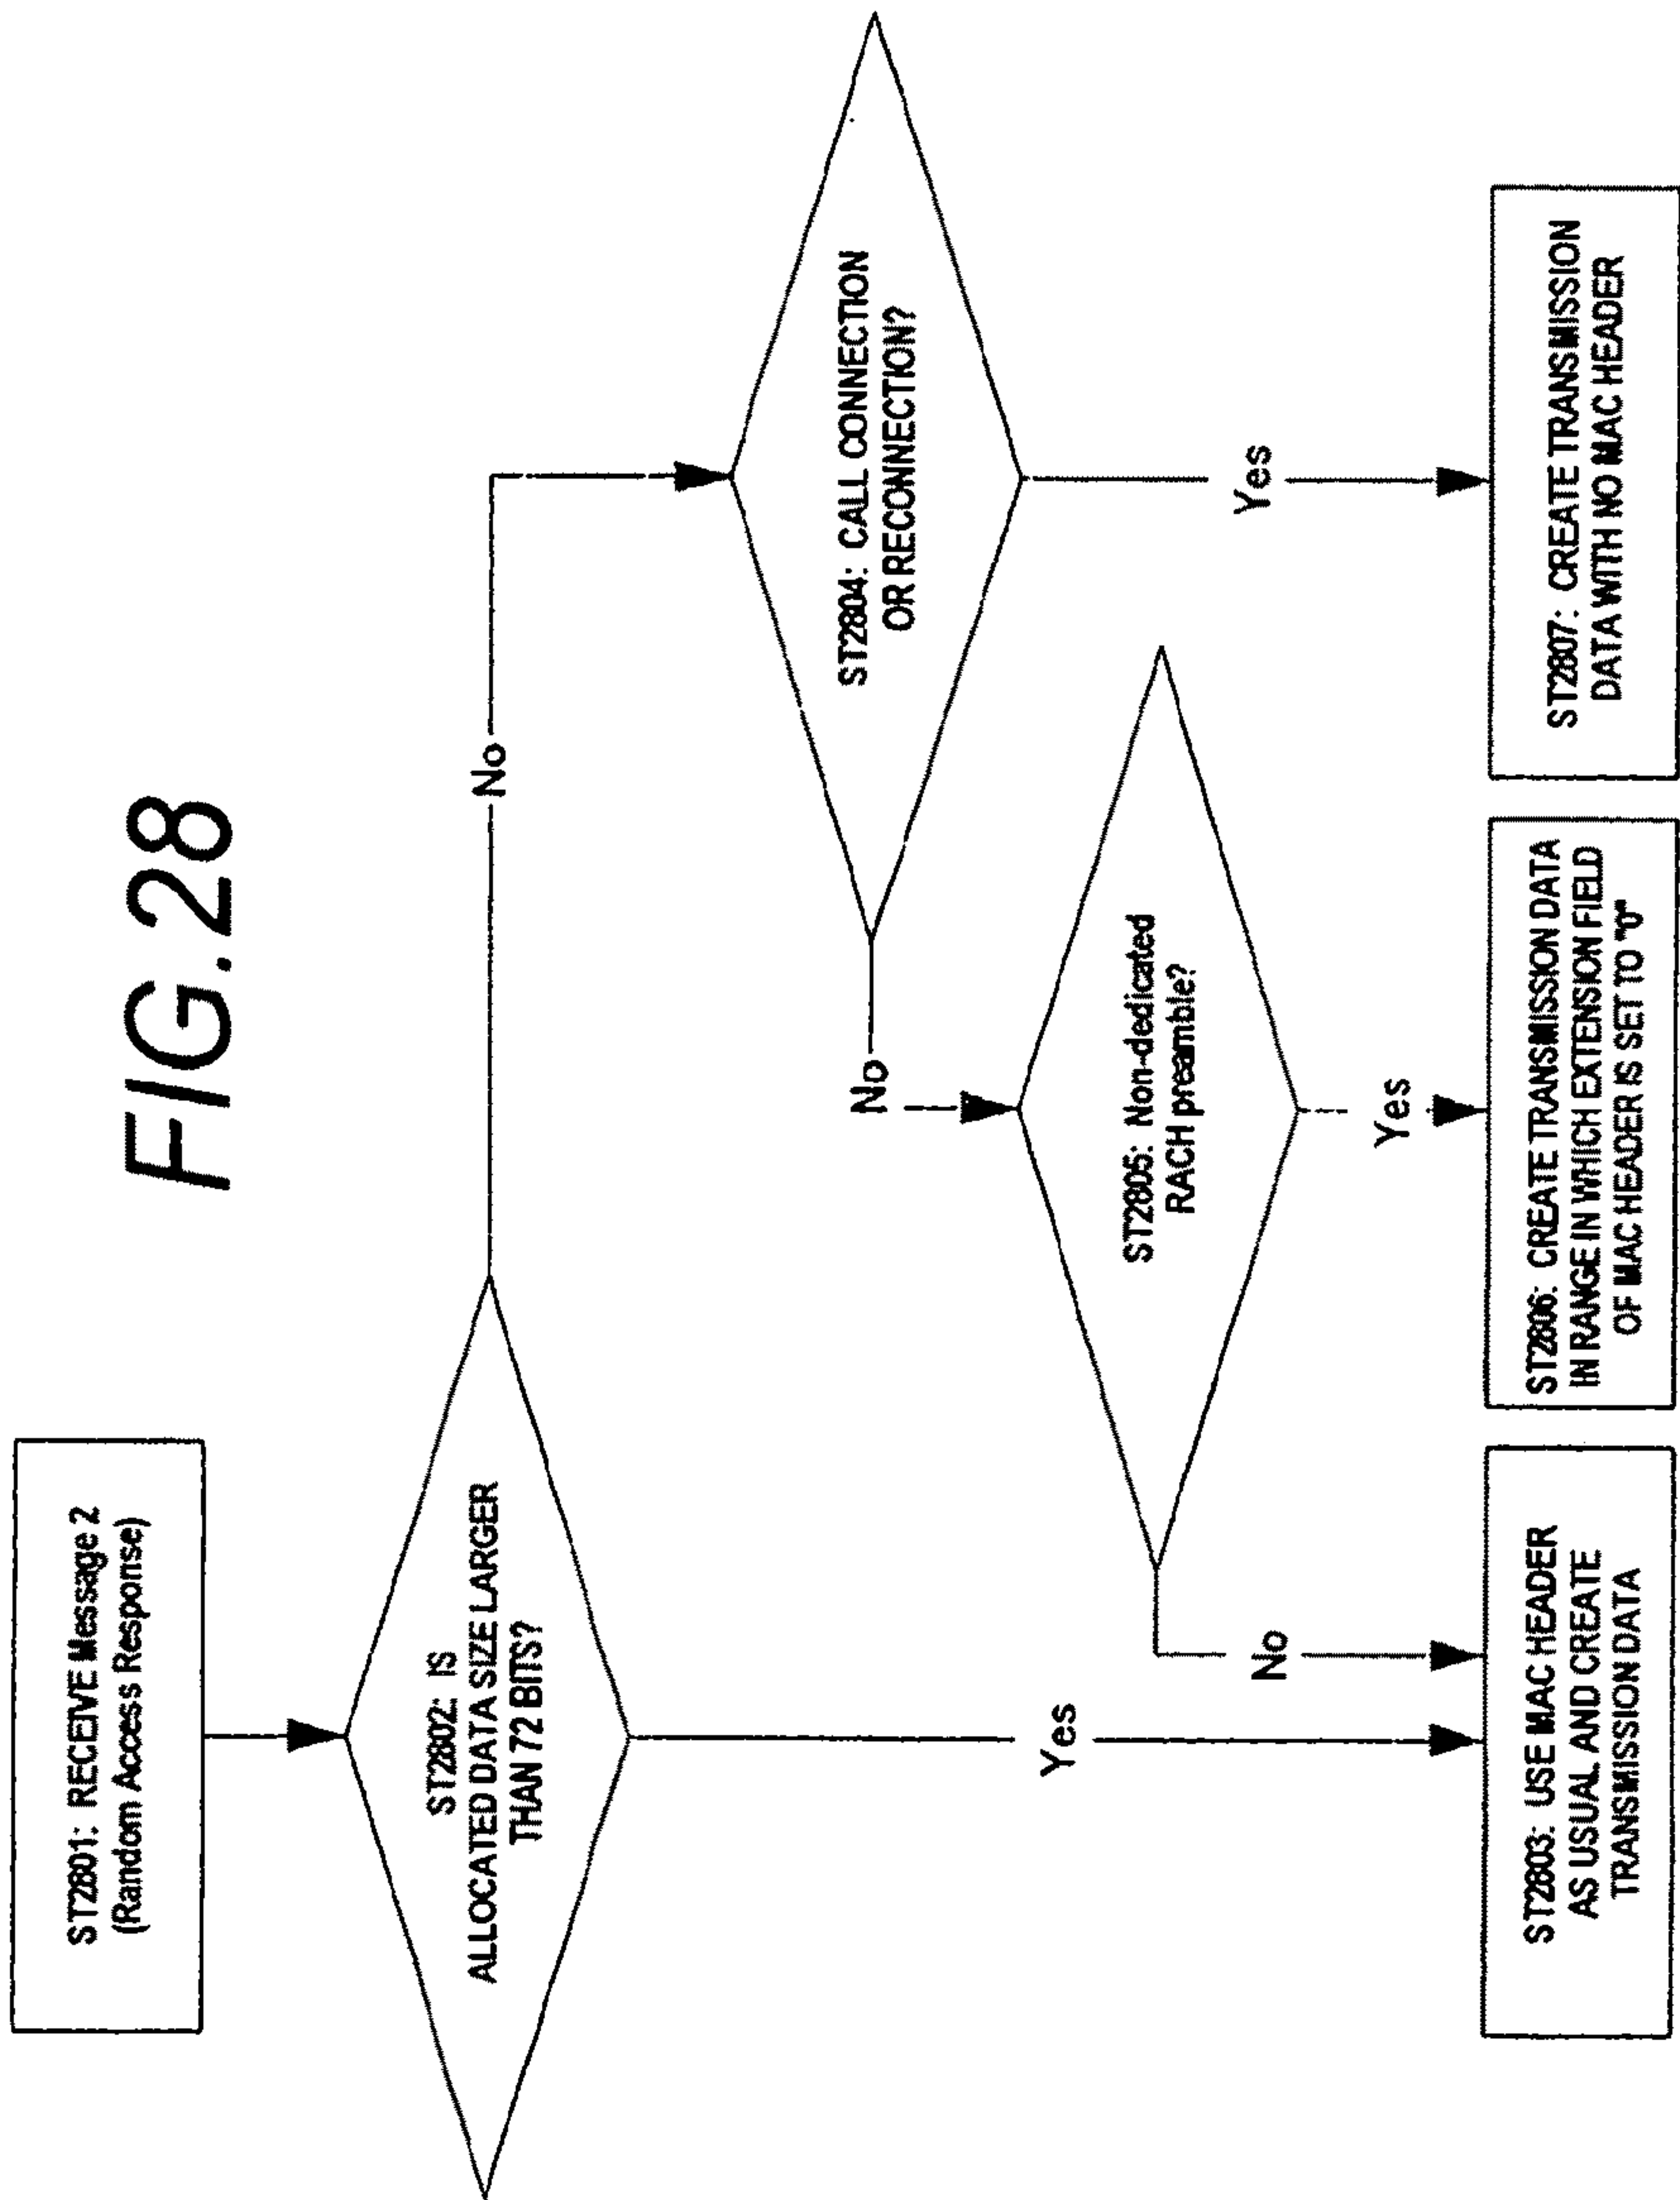 FIG.28
ST2801: RECEIVE Message 2
(Random Access Response)
ST2802: IS
ALLOCATED DATA SIZE LARGER
THAN 72 BITS?
No
Yes
ST2804: CALL CONNECTION
OR RECONNECTION?
No
Yes
ST2805: Non-dedicated
RACH preamble?
No
Yes
ST2803: USE MAC HEADER
AS USUAL AND CREATE
TRANSMISSION DATA
ST2806: CREATE TRANSMISSION DATA
IN RANGE IN WHICH EXTENSION FIELD
OF MAC HEADER IS SET TO "0"
ST2807: CREATE TRANSMISSION
DATA WITH NO MAC HEADER